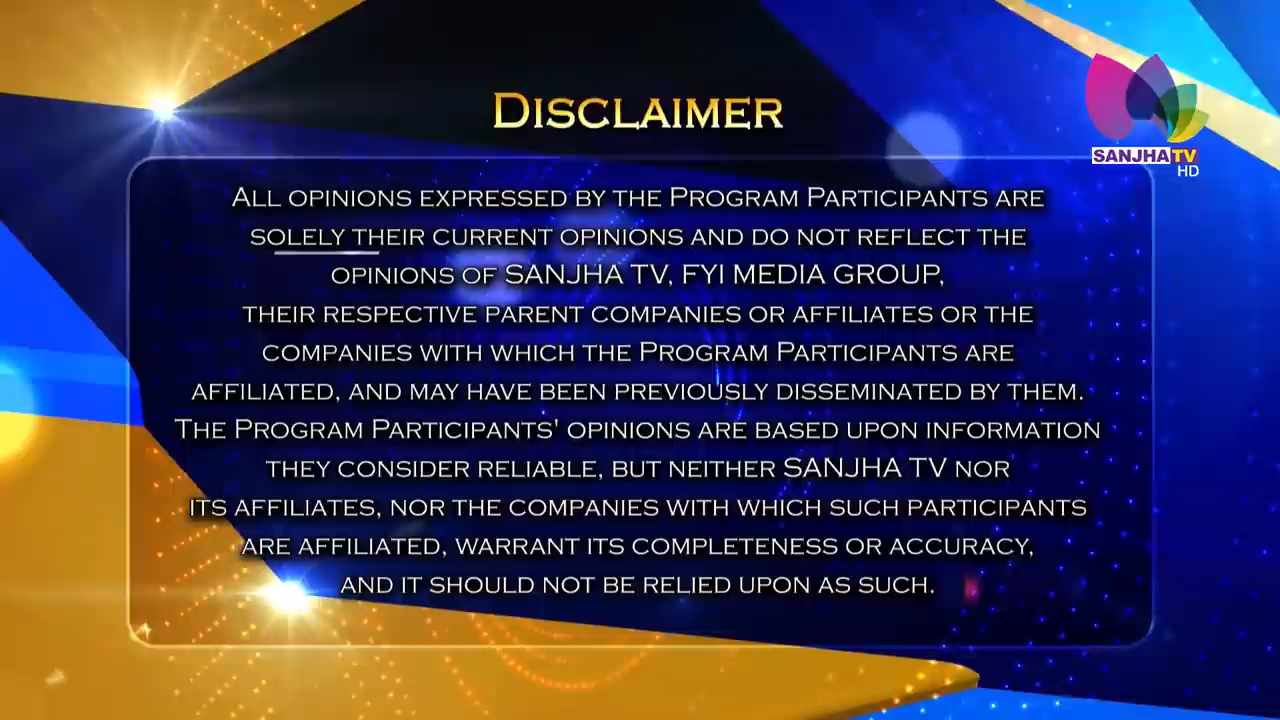 DISCLAIMER
SANJHA TV
HD
ALL OPINIONS EXPRESSED BY THE PROGRAM PARTICIPANTS ARE
SOLELY THEIR CURRENT OPINIONS AND DO NOT REFLECT THE
OPINIONS OF SANJHA TV, FYI MEDIA GROUP,
THEIR RESPECTIVE PARENT COMPANIES OR AFFILIATES OR THE
COMPANIES WITH WHICH THE PROGRAM PARTICIPANTS ARE
AFFILIATED, AND MAY HAVE BEEN PREVIOUSLY DISSEMINATED BY THEM.
THE PROGRAM PARTICIPANTS' OPINIONS ARE BASED UPON INFORMATION
THEY CONSIDER RELIABLE, BUT NEITHER SANJHA TV NOR
ITS AFFILIATES, NOR THE COMPANIES WITH WHICH SUCH PARTICIPANTS
ARE AFFILIATED, WARRANT ITS COMPLETENESS OR ACCURACY,
AND IT SHOULD NOT BE RELIED UPON AS SUCH.